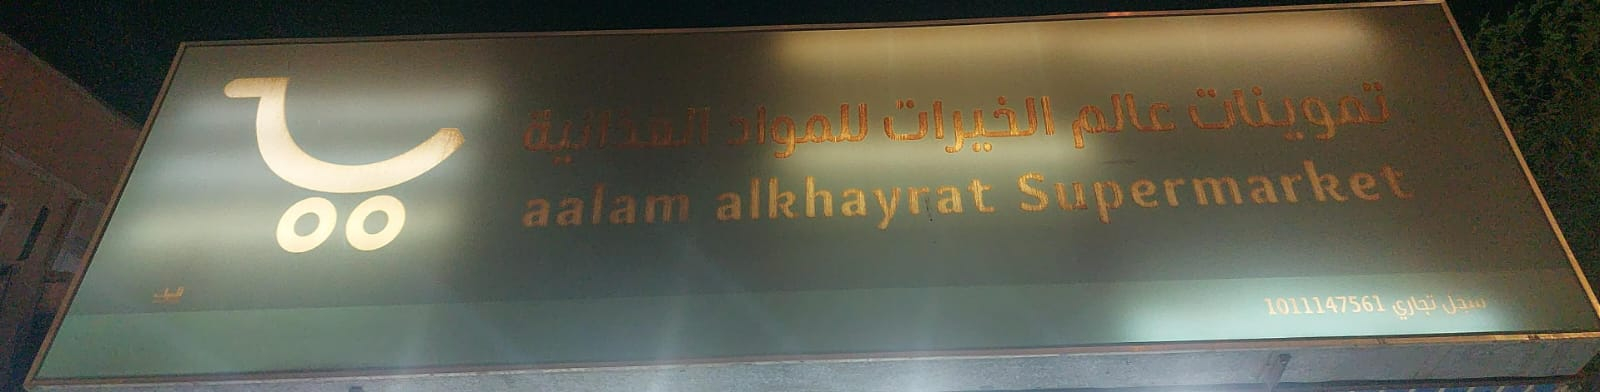 تموينات عالم الخيرات للمواد الغذائية
aalam alkhayrat Supermarket
سجل تجاري 1011147561